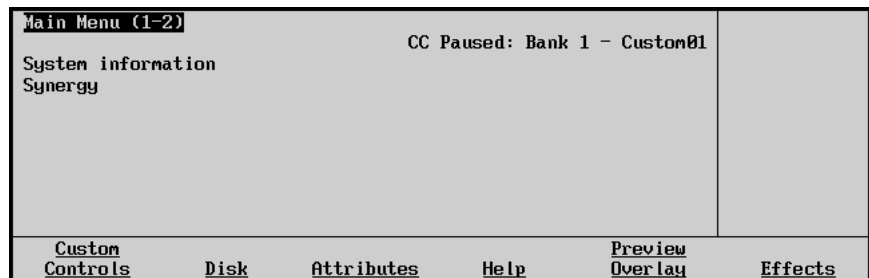 Main Menu (1-2)
CC Paused: Bank 1 - Custom01
System information
Synergy
Custom Controls
Disk
Attributes
Help
Preview Overlay
Effects